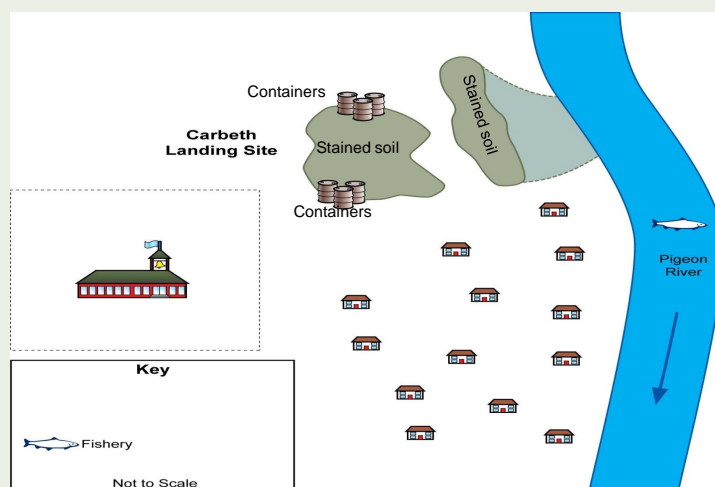 Containers
Carbeth
Landing Site
Stained soil
Stained soil
Containers
Pigeon
River
Key
Fishery
Not to Scale